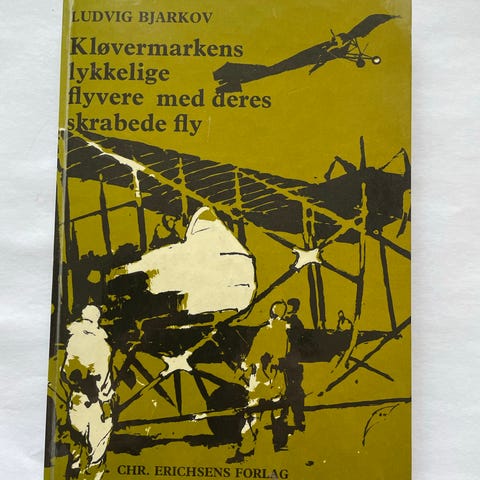 LUDVIG BJARKOV
Kløvermarkens
lykkelige
flyvere med deres
skrabede fly
CHR. ERICHSENS FORLAG